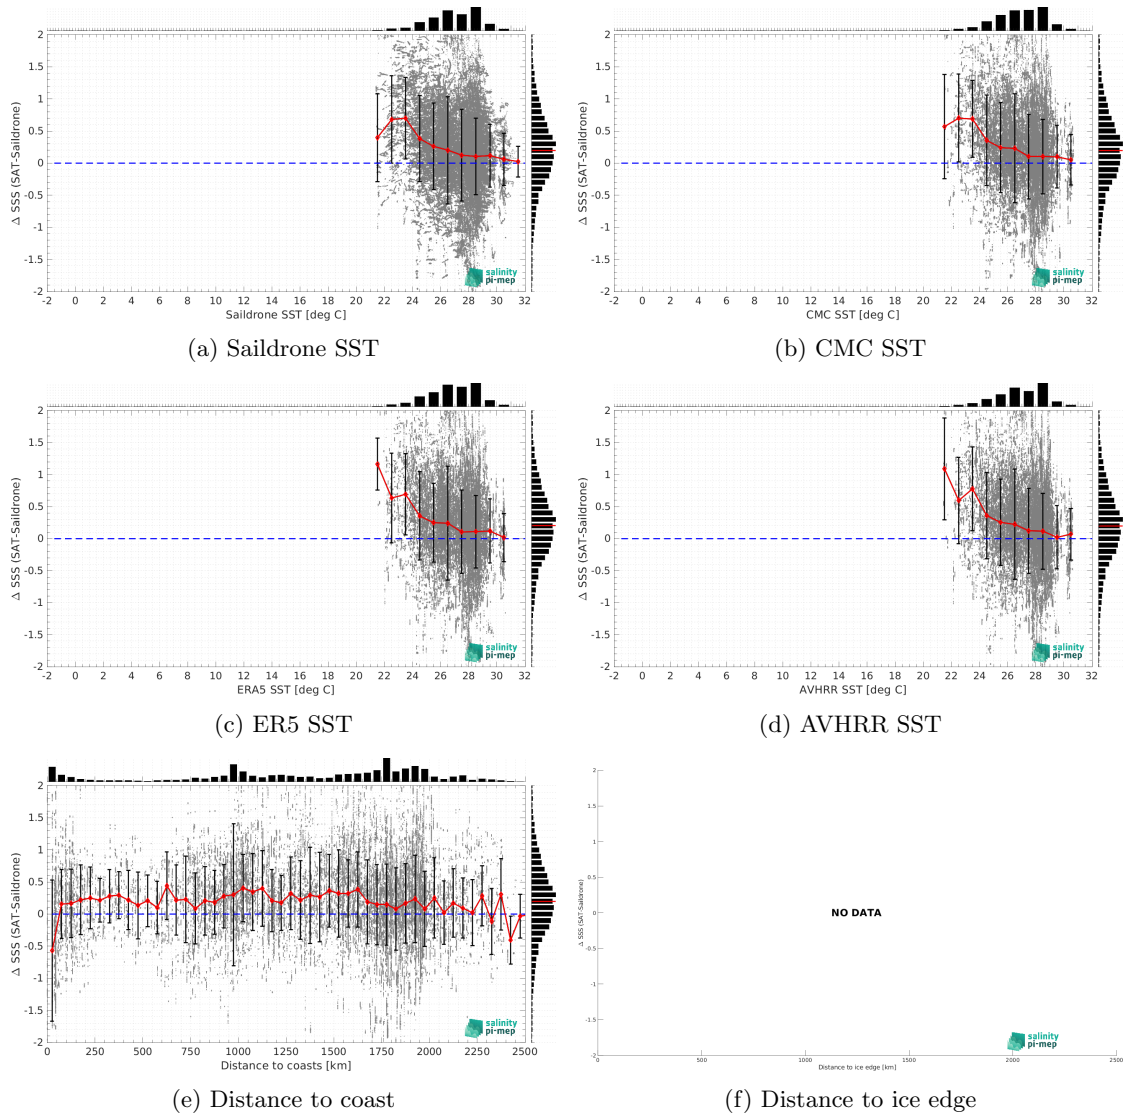 2
1.5
1
0.5
0
-0.5
-1
-1.5
-2
Δ SSS (SAT-Saildrone)
-2 0 2 4 6 8 10 12 14 16 18 20 22 24 26 28 30 32
Saildrone SST [deg C]
salinity
pi-mep
(a) Saildrone SST
2
1.5
1
0.5
0
-0.5
-1
-1.5
-2
Δ SSS (SAT-Saildrone)
-2 0 2 4 6 8 10 12 14 16 18 20 22 24 26 28 30 32
CMC SST [deg C]
salinity
pi-mep
(b) CMC SST
2
1.5
1
0.5
0
-0.5
-1
-1.5
-2
Δ SSS (SAT-Saildrone)
-2 0 2 4 6 8 10 12 14 16 18 20 22 24 26 28 30 32
ERA5 SST [deg C]
salinity
pi-mep
(c) ER5 SST
2
1.5
1
0.5
0
-0.5
-1
-1.5
-2
Δ SSS (SAT-Saildrone)
-2 0 2 4 6 8 10 12 14 16 18 20 22 24 26 28 30 32
AVHRR SST [deg C]
salinity
pi-mep
(d) AVHRR SST
2
1.5
1
0.5
0
-0.5
-1
-1.5
-2
Δ SSS (SAT-Saildrone)
0 250 500 750 1000 1250 1500 1750 2000 2250 2500
Distance to coasts [km]
salinity
pi-mep
(e) Distance to coast
2
1.5
1
0.5
0
-0.5
-1
-1.5
-2
Δ SSS (SAT-Saildrone)
NO DATA
0 500 1000 1500 2000 2500
Distance to ice edge [km]
salinity
pi-mep
(f) Distance to ice edge